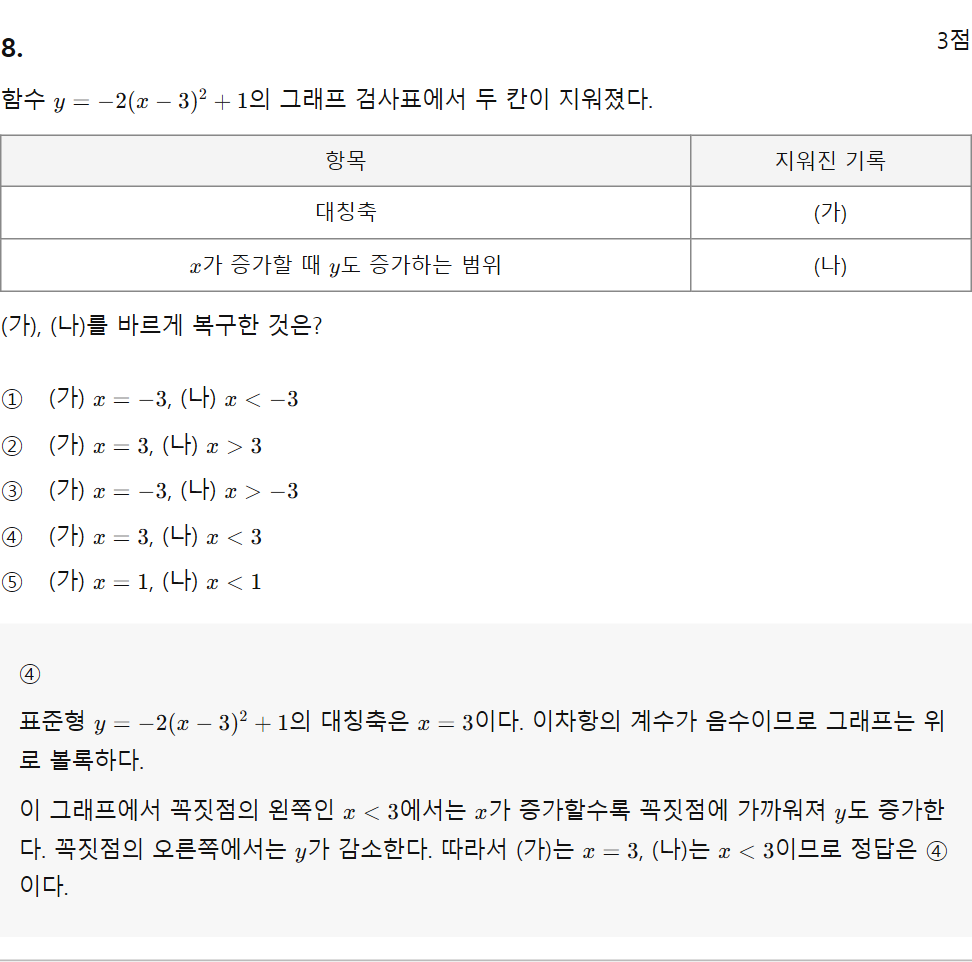 8.
3점
함수 y = −2(x − 3)² + 1의 그래프 검사표에서 두 칸이 지워졌다.
항목 지워진 기록
대칭축 (가)
x가 증가할 때 y도 증가하는 범위 (나)
(가), (나)를 바르게 복구한 것은?
① (가) x = −3, (나) x < −3
② (가) x = 3, (나) x > 3
③ (가) x = −3, (나) x > −3
④ (가) x = 3, (나) x < 3
⑤ (가) x = 1, (나) x < 1
④
표준형 y = −2(x − 3)² + 1의 대칭축은 x = 3이다. 이차항의 계수가 음수이므로 그래프는 위
로 볼록하다.
이 그래프에서 꼭짓점의 왼쪽인 x < 3에서는 x가 증가할수록 꼭짓점에 가까워져 y도 증가한
다. 꼭짓점의 오른쪽에서는 y가 감소한다. 따라서 (가)는 x = 3, (나)는 x < 3이므로 정답은 ④
이다.